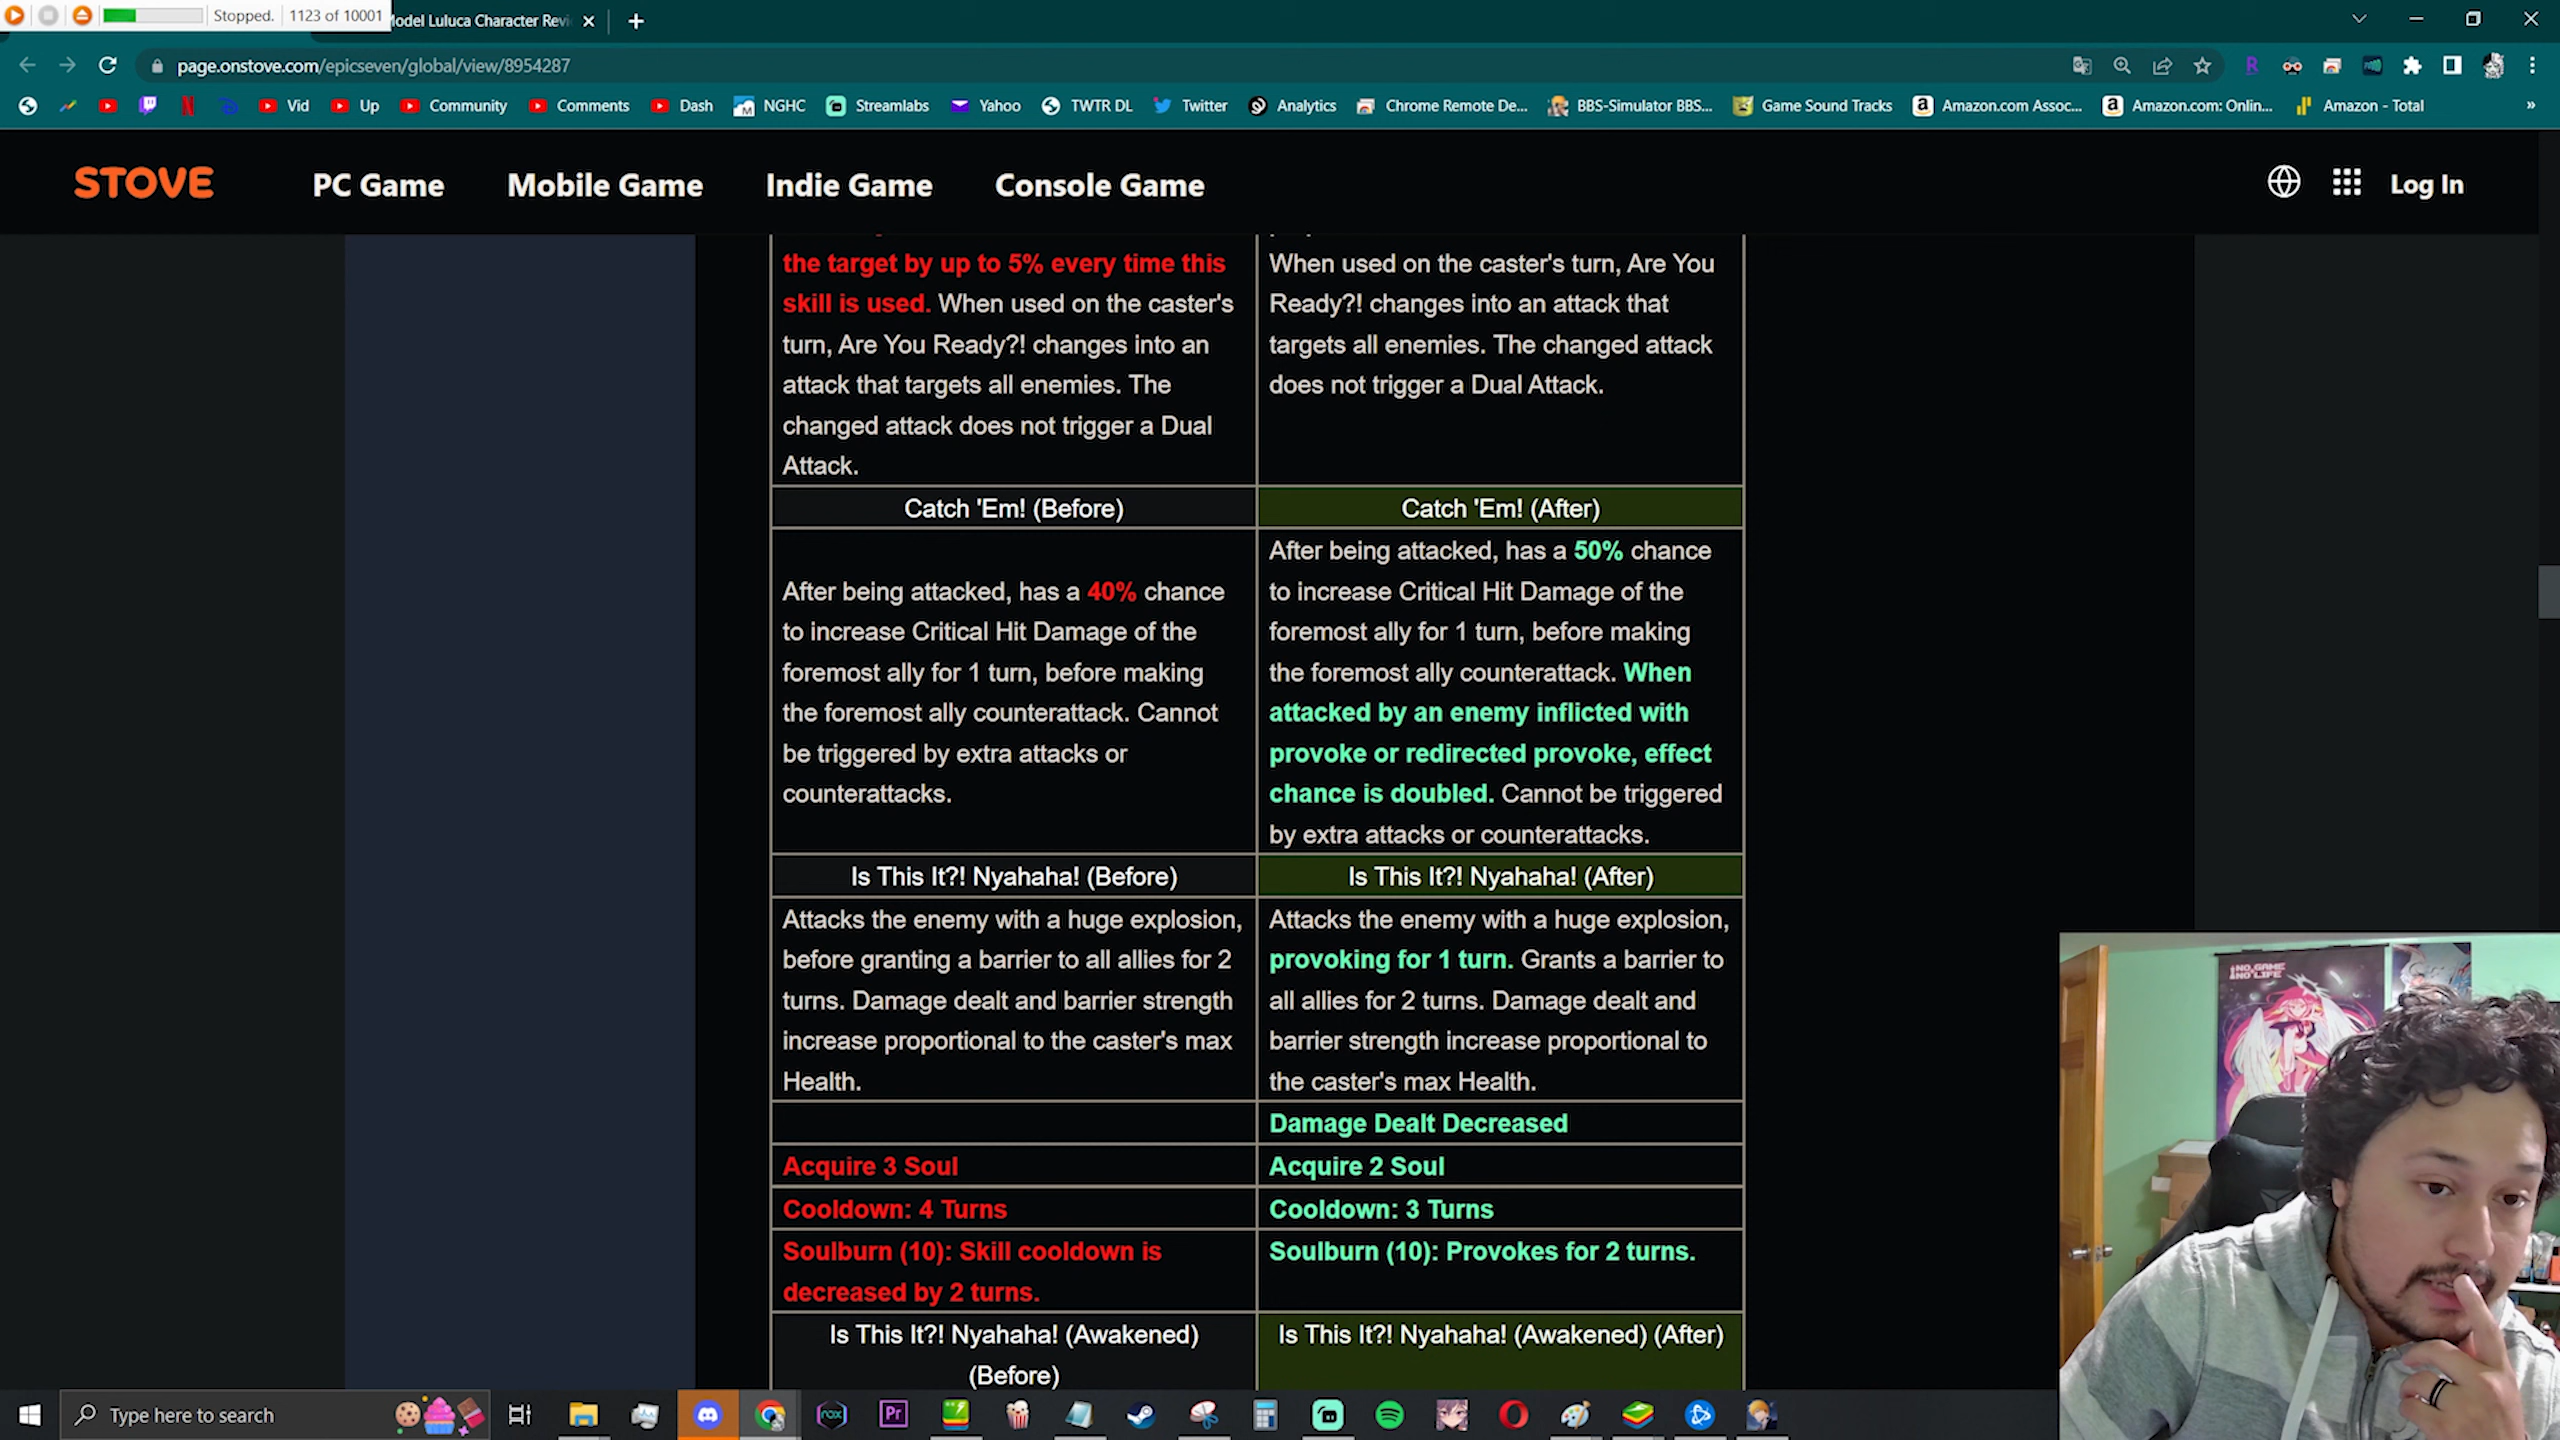 Stopped.
1123 of 10001
odel Luluca Character Revi
page.onstove.com/epicseven/global/view/8954287
Vid
Up
Community
Comments
Dash
NGHC
Streamlabs
Yahoo
TWTR DL
Twitter
Analytics
Chrome Remote De...
BBS-Simulator BBS...
Game Sound Tracks
Amazon.com Assoc...
Amazon.com: Onlin...
Amazon - Total
»
STOVE
PC Game
Mobile Game
Indie Game
Console Game
Log In
the target by up to 5% every time this
skill is used. When used on the caster's
turn, Are You Ready?! changes into an
attack that targets all enemies. The
changed attack does not trigger a Dual
Attack.
When used on the caster's turn, Are You
Ready?! changes into an attack that
targets all enemies. The changed attack
does not trigger a Dual Attack.
Catch 'Em! (Before)
Catch 'Em! (After)
After being attacked, has a 40% chance
to increase Critical Hit Damage of the
foremost ally for 1 turn, before making
the foremost ally counterattack. Cannot
be triggered by extra attacks or
counterattacks.
After being attacked, has a 50% chance
to increase Critical Hit Damage of the
foremost ally for 1 turn, before making
the foremost ally counterattack. When
attacked by an enemy inflicted with
provoke or redirected provoke, effect
chance is doubled. Cannot be triggered
by extra attacks or counterattacks.
Is This It?! Nyahaha! (Before)
Is This It?! Nyahaha! (After)
Attacks the enemy with a huge explosion,
before granting a barrier to all allies for 2
turns. Damage dealt and barrier strength
increase proportional to the caster's max
Health.
Attacks the enemy with a huge explosion,
provoking for 1 turn. Grants a barrier to
all allies for 2 turns. Damage dealt and
barrier strength increase proportional to
the caster's max Health.
Damage Dealt Decreased
Acquire 3 Soul
Acquire 2 Soul
Cooldown: 4 Turns
Cooldown: 3 Turns
Soulburn (10): Skill cooldown is
decreased by 2 turns.
Soulburn (10): Provokes for 2 turns.
Is This It?! Nyahaha! (Awakened)
(Before)
Is This It?! Nyahaha! (Awakened) (After)
NO GAME
NO LIFE
Type here to search
nox
Pr